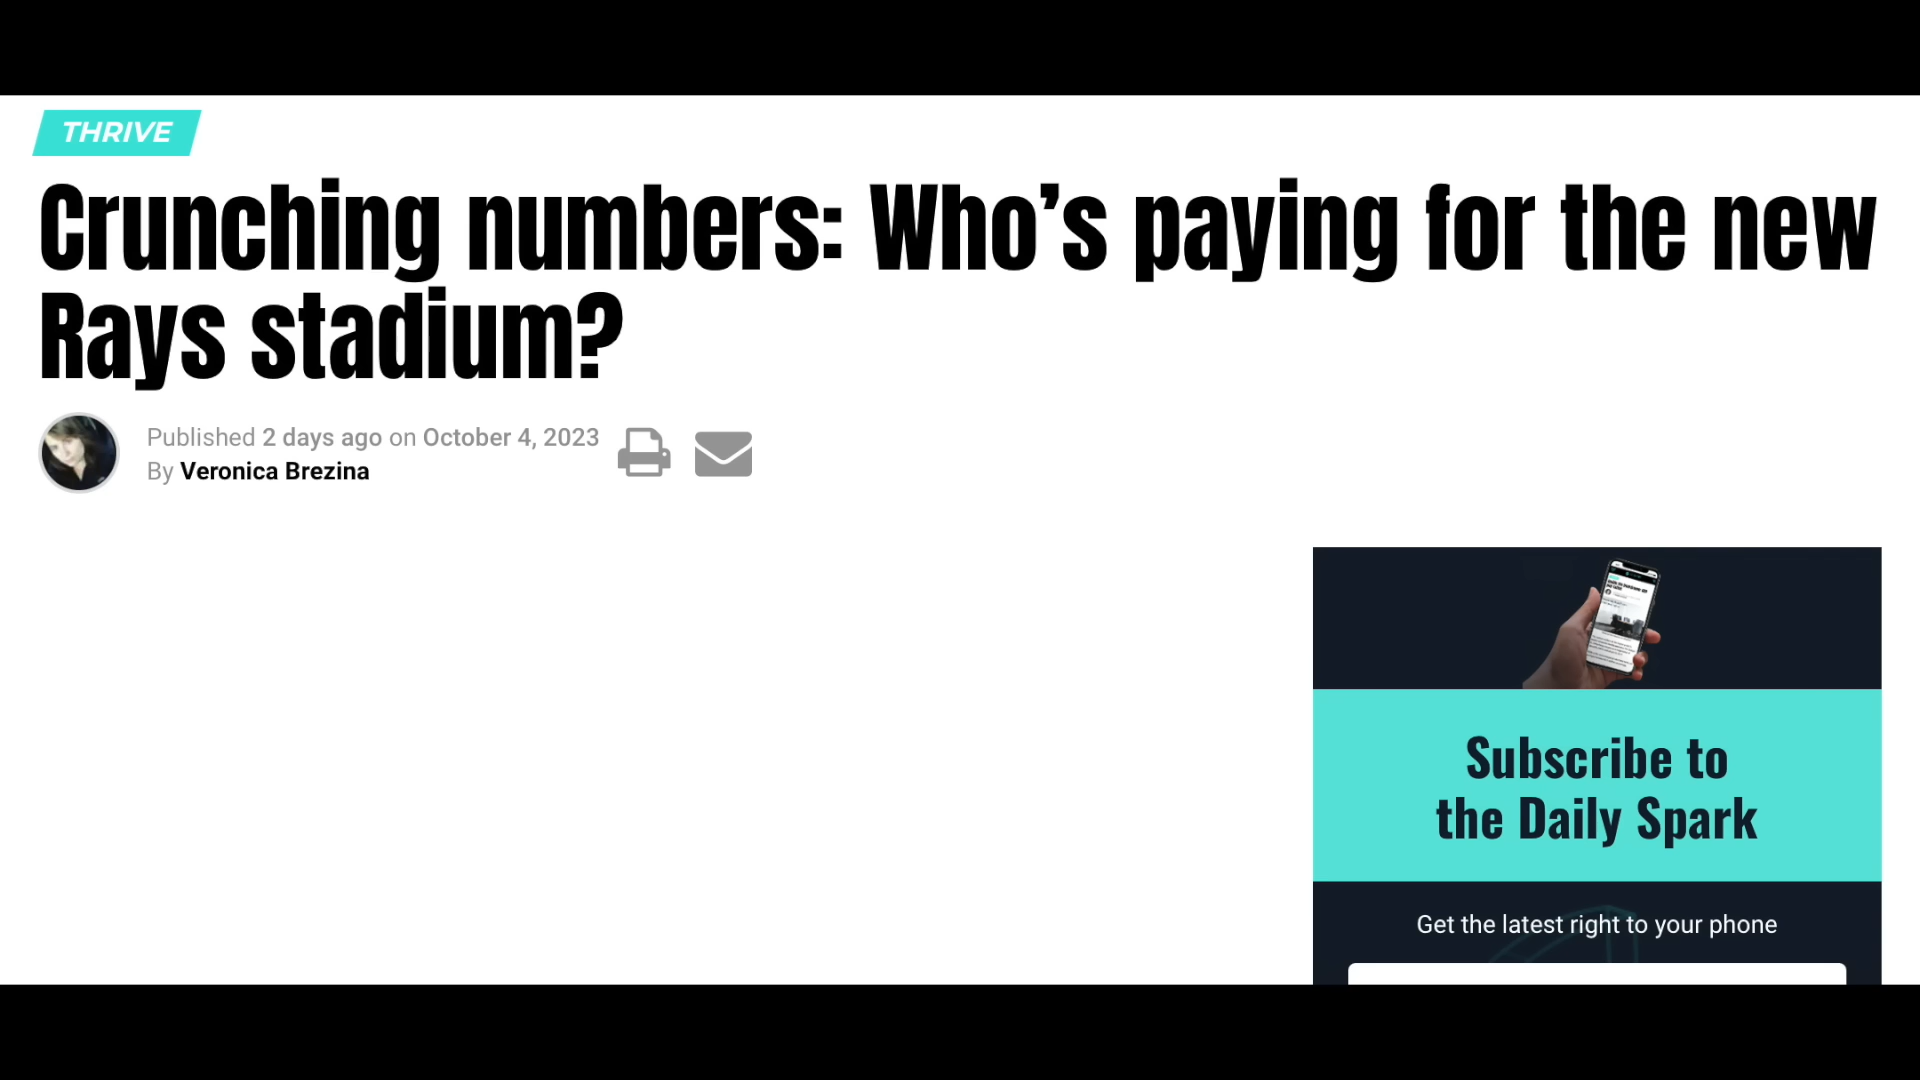 THRIVE
Crunching numbers: Who’s paying for the new
Rays stadium?
Published 2 days ago on October 4, 2023
By Veronica Brezina
Subscribe to
the Daily Spark
Get the latest right to your phone